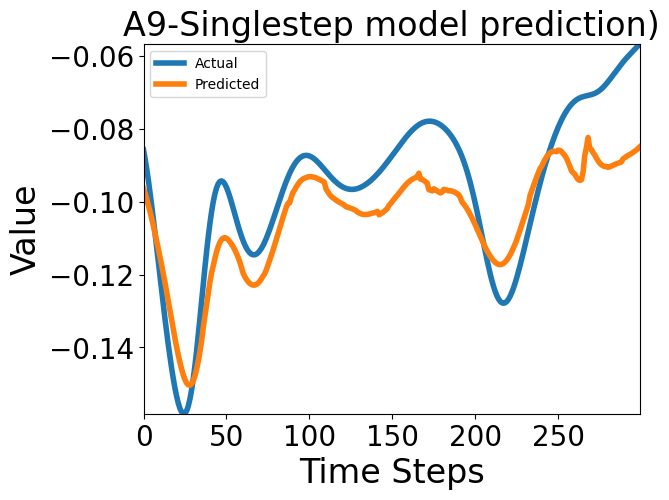 A9-Singlestep model prediction)
Actual
Predicted
Value
−0.06
−0.08
−0.10
−0.12
−0.14
0 50 100 150 200 250
Time Steps